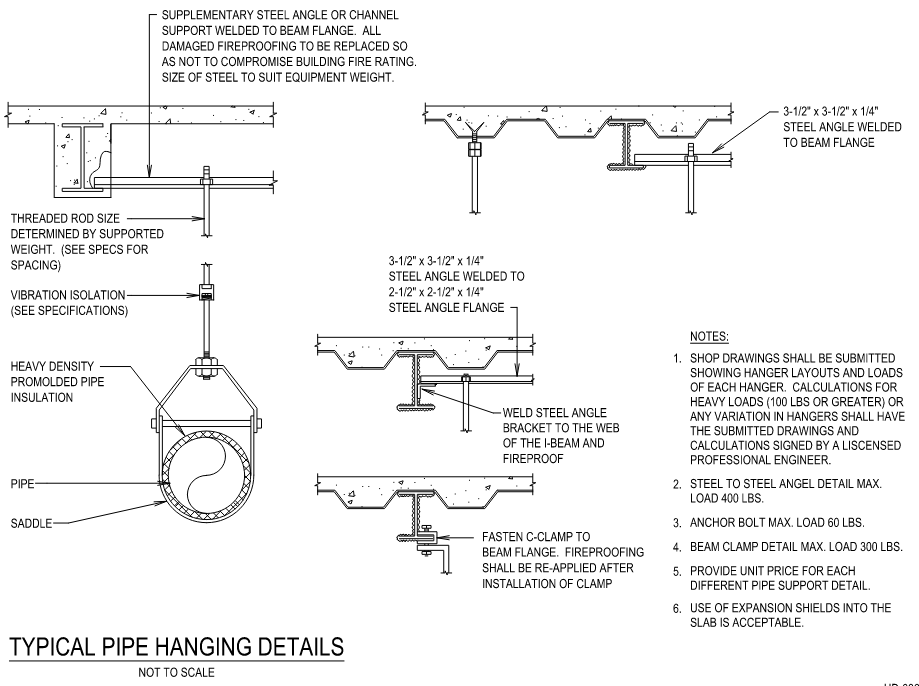 SUPPLEMENTARY STEEL ANGLE OR CHANNEL
SUPPORT WELDED TO BEAM FLANGE. ALL
DAMAGED FIREPROOFING TO BE REPLACED SO
AS NOT TO COMPROMISE BUILDING FIRE RATING.
SIZE OF STEEL TO SUIT EQUIPMENT WEIGHT.
3-1/2" x 3-1/2" x 1/4"
STEEL ANGLE WELDED
TO BEAM FLANGE
THREADED ROD SIZE
DETERMINED BY SUPPORTED
WEIGHT. (SEE SPECS FOR
SPACING)
VIBRATION ISOLATION
(SEE SPECIFICATIONS)
HEAVY DENSITY
PROMOLDED PIPE
INSULATION
PIPE
SADDLE
3-1/2" x 3-1/2" x 1/4"
STEEL ANGLE WELDED TO
2-1/2" x 2-1/2" x 1/4"
STEEL ANGLE FLANGE
WELD STEEL ANGLE
BRACKET TO THE WEB
OF THE I-BEAM AND
FIREPROOF
FASTEN C-CLAMP TO
BEAM FLANGE. FIREPROOFING
SHALL BE RE-APPLIED AFTER
INSTALLATION OF CLAMP
NOTES:
1. SHOP DRAWINGS SHALL BE SUBMITTED
SHOWING HANGER LAYOUTS AND LOADS
OF EACH HANGER. CALCULATIONS FOR
HEAVY LOADS (100 LBS OR GREATER) OR
ANY VARIATION IN HANGERS SHALL HAVE
THE SUBMITTED DRAWINGS AND
CALCULATIONS SIGNED BY A LISCENSED
PROFESSIONAL ENGINEER.
2. STEEL TO STEEL ANGEL DETAIL MAX.
LOAD 400 LBS.
3. ANCHOR BOLT MAX. LOAD 60 LBS.
4. BEAM CLAMP DETAIL MAX. LOAD 300 LBS.
5. PROVIDE UNIT PRICE FOR EACH
DIFFERENT PIPE SUPPORT DETAIL.
6. USE OF EXPANSION SHIELDS INTO THE
SLAB IS ACCEPTABLE.
TYPICAL PIPE HANGING DETAILS
NOT TO SCALE